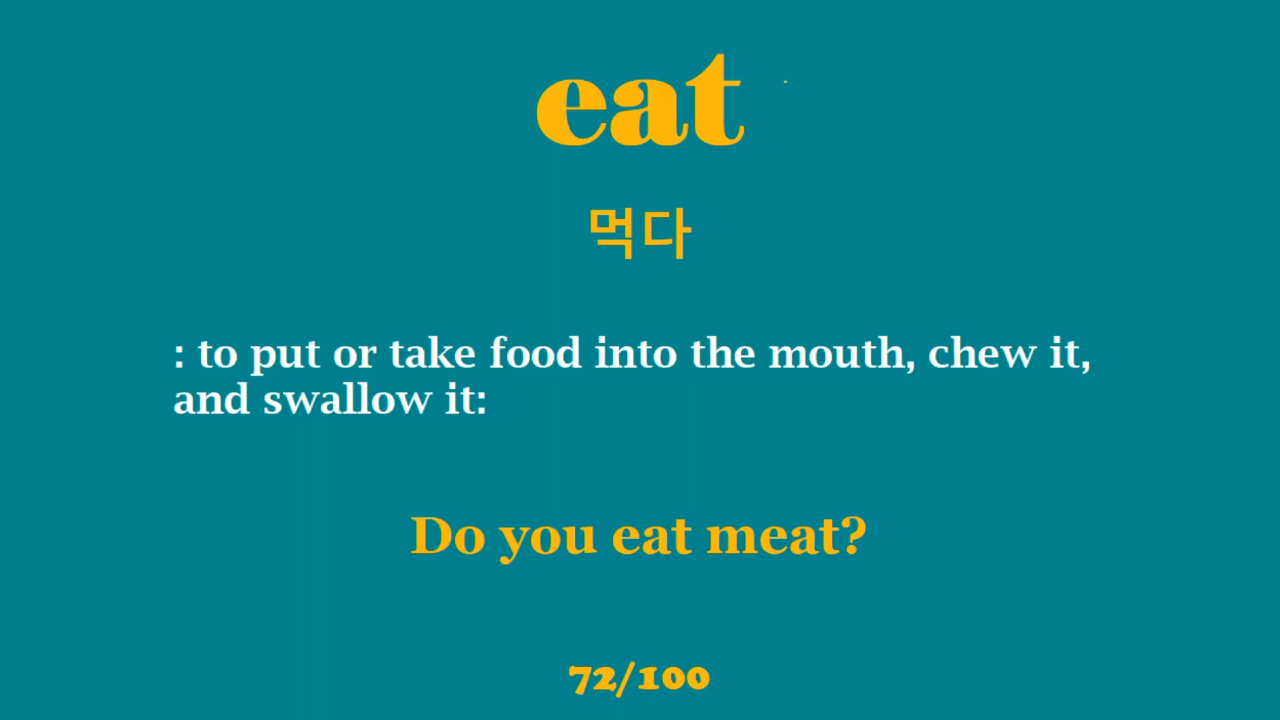 eat
먹다
: to put or take food into the mouth, chew it,
and swallow it:
Do you eat meat?
72/100